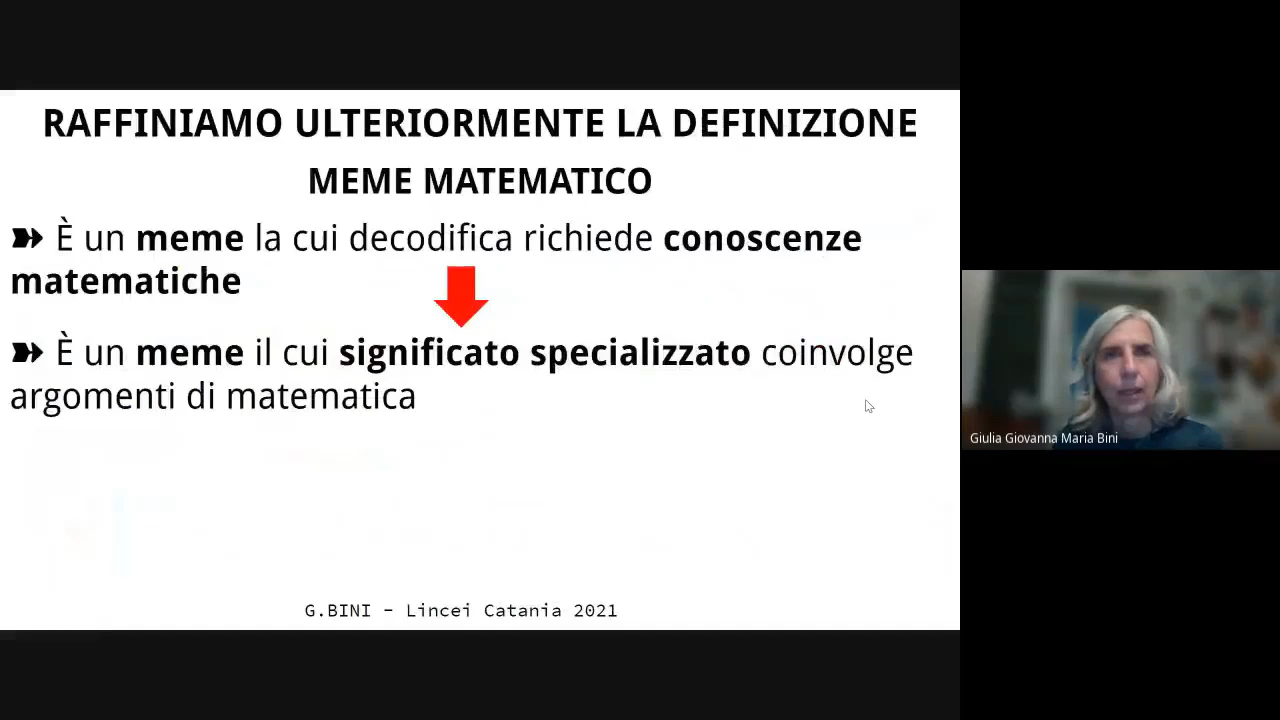 RAFFINIAMO ULTERIORMENTE LA DEFINIZIONE
MEME MATEMATICO
È un meme la cui decodifica richiede conoscenze
matematiche
È un meme il cui significato specializzato coinvolge
argomenti di matematica
G.BINI - Lincei Catania 2021
Giulia Giovanna Maria Bini